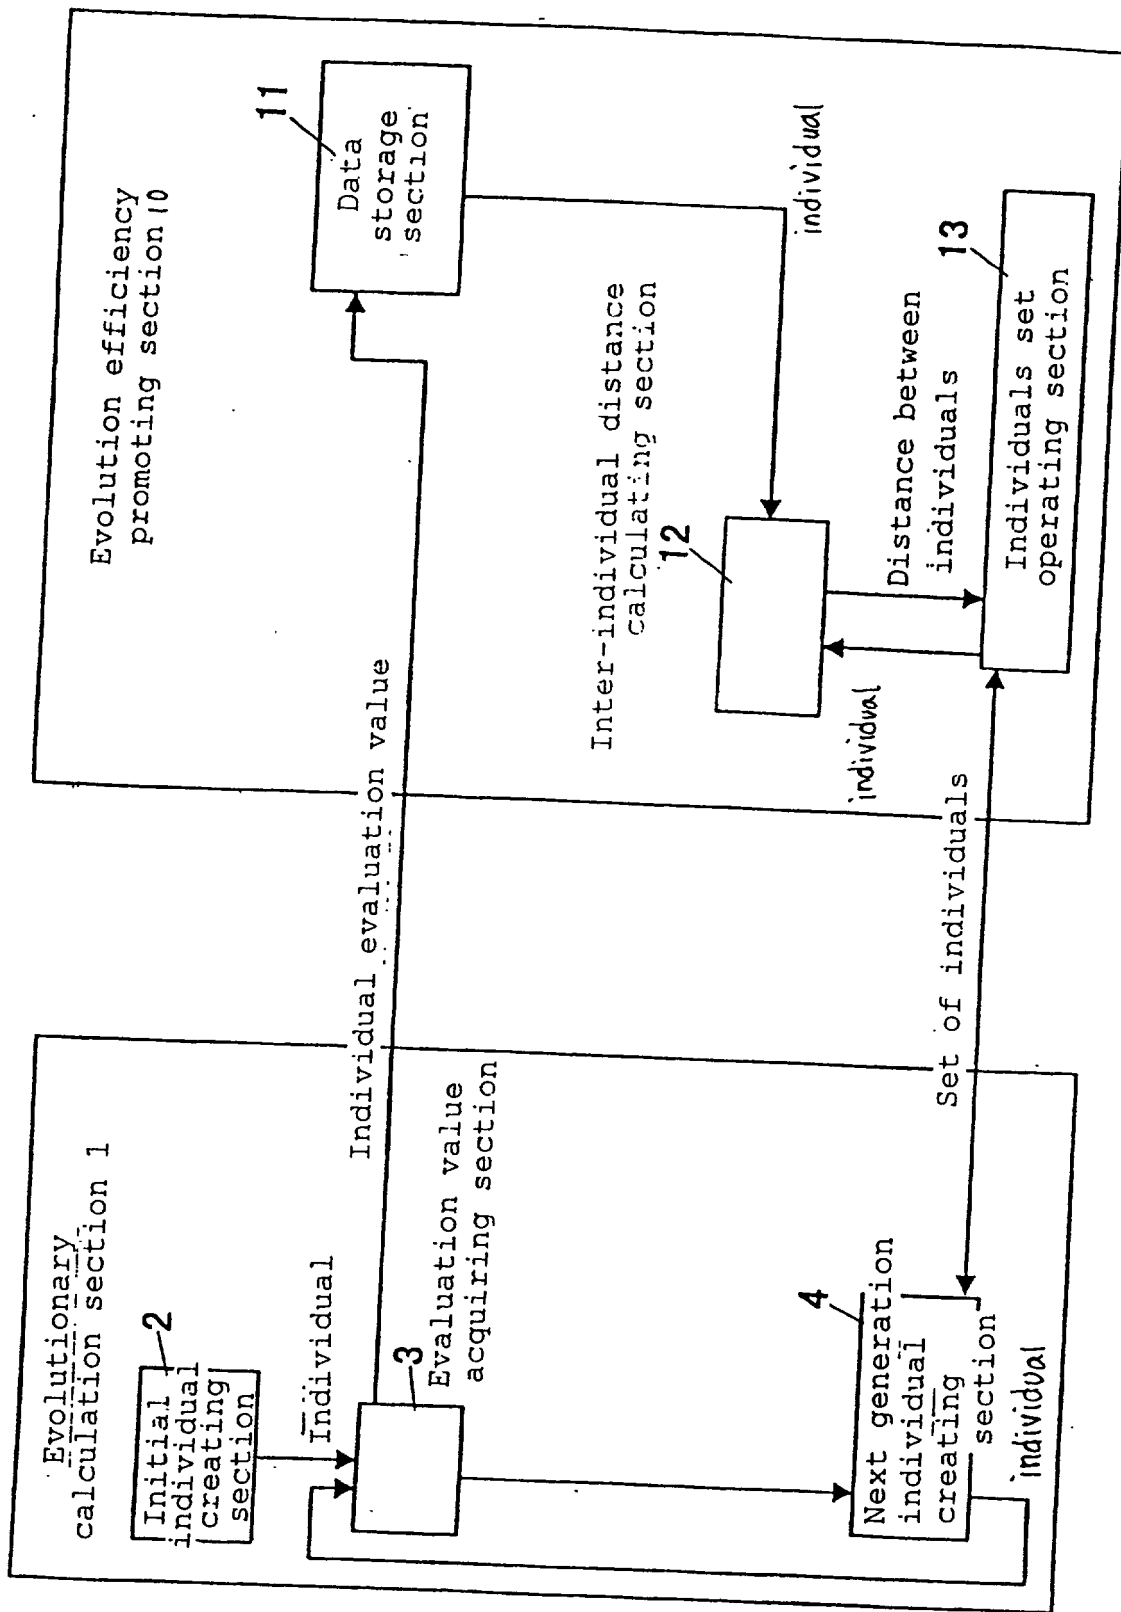 Evolutionary
calculation section 1
2
Initial
individual
creating
section
Individual
3
Evaluation value
acquiring section
4
Next generation
individual
creating
section
individual
Individual evaluation value
Set of individuals
Evolution efficiency
promoting section 10
11
Data
storage
section
individual
Inter-individual distance
calculating section
12
individual
Distance between
individuals
13
Individuals set
operating section